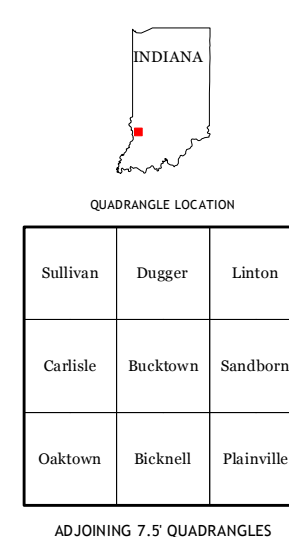 INDIANA
QUADRANGLE LOCATION
Sullivan Dugger Linton
Carlisle Bucktown Sandborn
Oaktown Bicknell Plainville
ADJOINING 7.5' QUADRANGLES